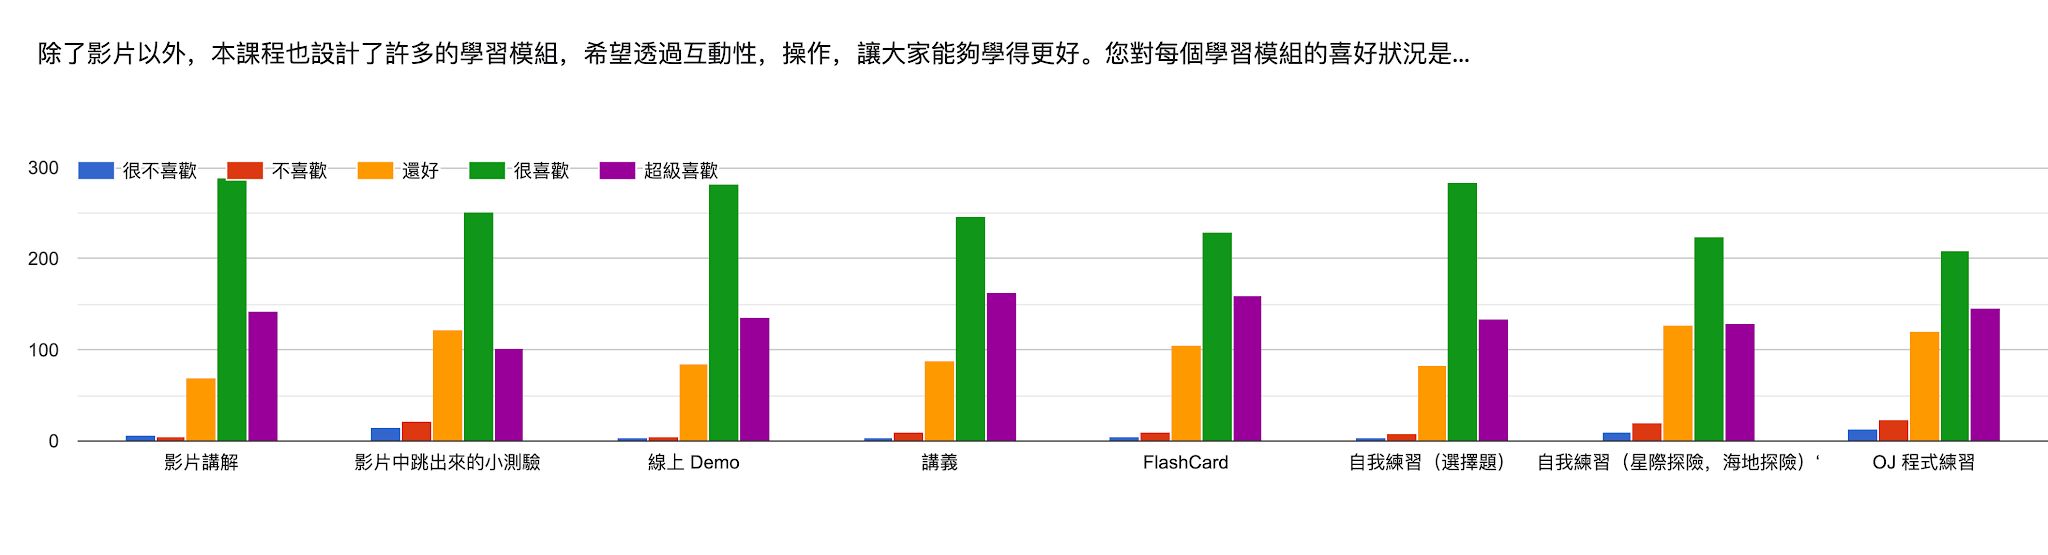 除了影片以外，本課程也設計了許多的學習模組，希望透過互動性，操作，讓大家能夠學得更好。您對每個學習模組的喜好狀況是...
很不喜歡 不喜歡 還好 很喜歡 超級喜歡
300
200
100
0
影片講解 影片中跳出來的小測驗 線上 Demo 講義 FlashCard 自我練習（選擇題） 自我練習（星際探險，海地探險）‘ OJ 程式練習